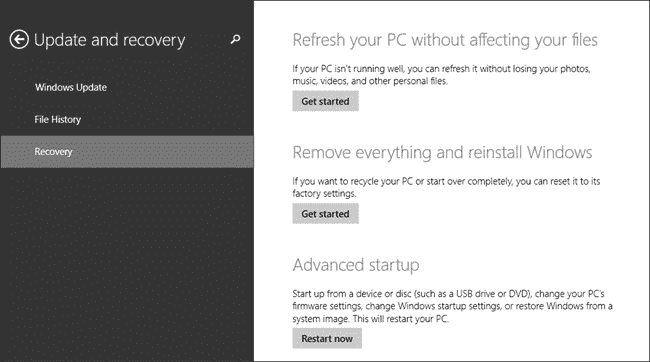 Update and recovery
Windows Update
File History
Recovery
Refresh your PC without affecting your files
If your PC isn't running well, you can refresh it without losing your photos,
music, videos, and other personal files.
Get started
Remove everything and reinstall Windows
If you want to recycle your PC or start over completely, you can reset it to its
factory settings.
Get started
Advanced startup
Start up from a device or disc (such as a USB drive or DVD), change your PC's
firmware settings, change Windows startup settings, or restore Windows from a
system image. This will restart your PC.
Restart now